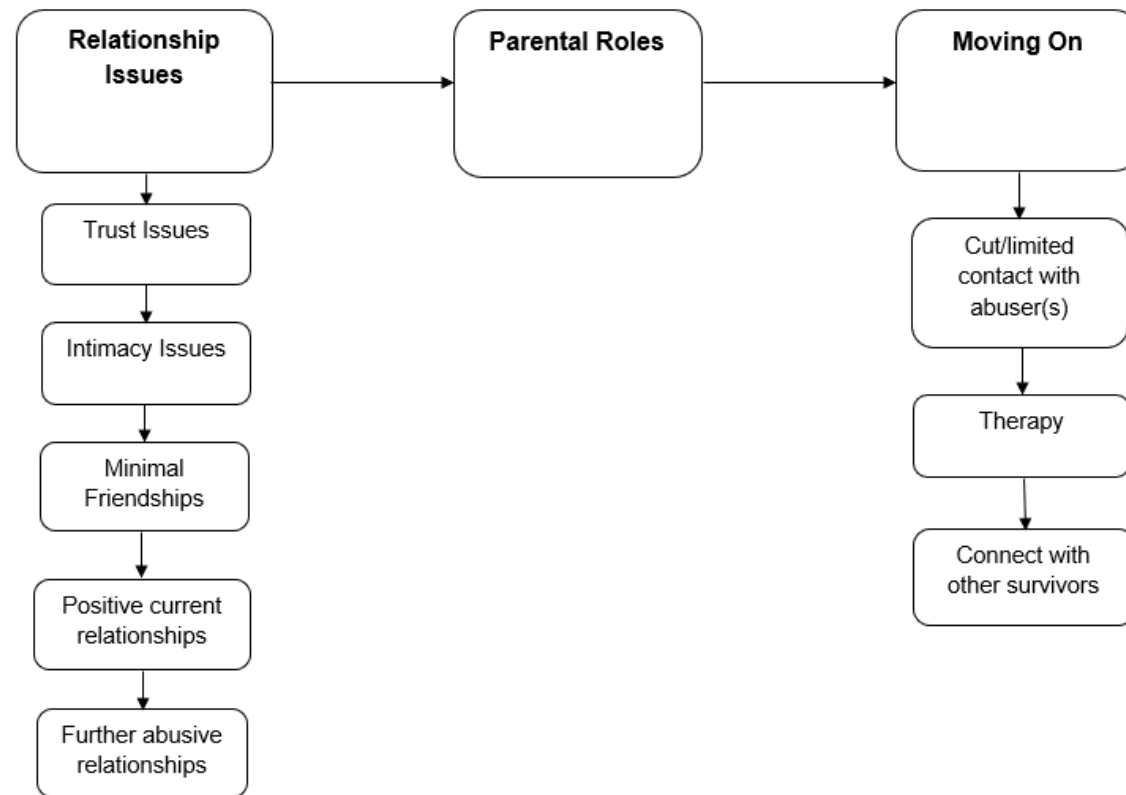 Relationship
Issues
Parental Roles
Moving On
Trust Issues
Intimacy Issues
Minimal
Friendships
Positive current
relationships
Further abusive
relationships
Cut/limited
contact with
abuser(s)
Therapy
Connect with
other survivors